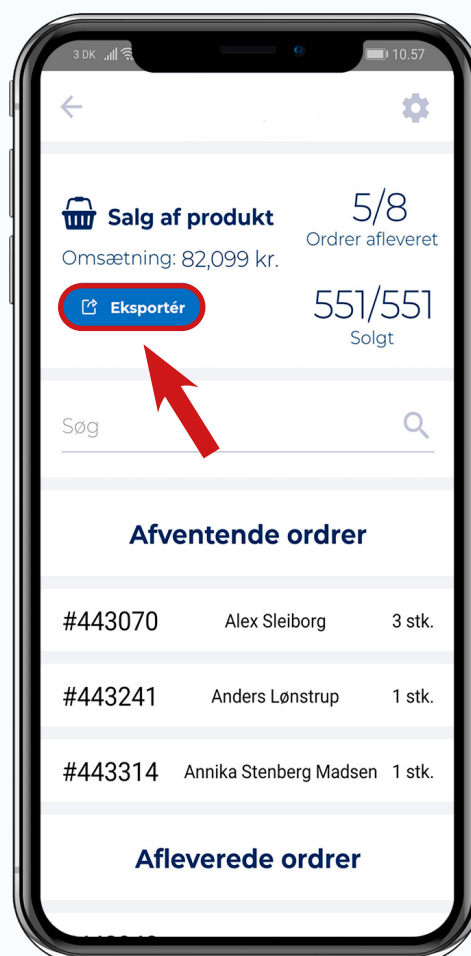 3 DK 10.57
Salg af produkt
Omsætning: 82,099 kr.
Eksportér
5/8
Ordrer afleveret
551/551
Solgt
Søg
Afventende ordrer
#443070 Alex Sleiborg 3 stk.
#443241 Anders Lønstrup 1 stk.
#443314 Annika Stenberg Madsen 1 stk.
Afleverede ordrer